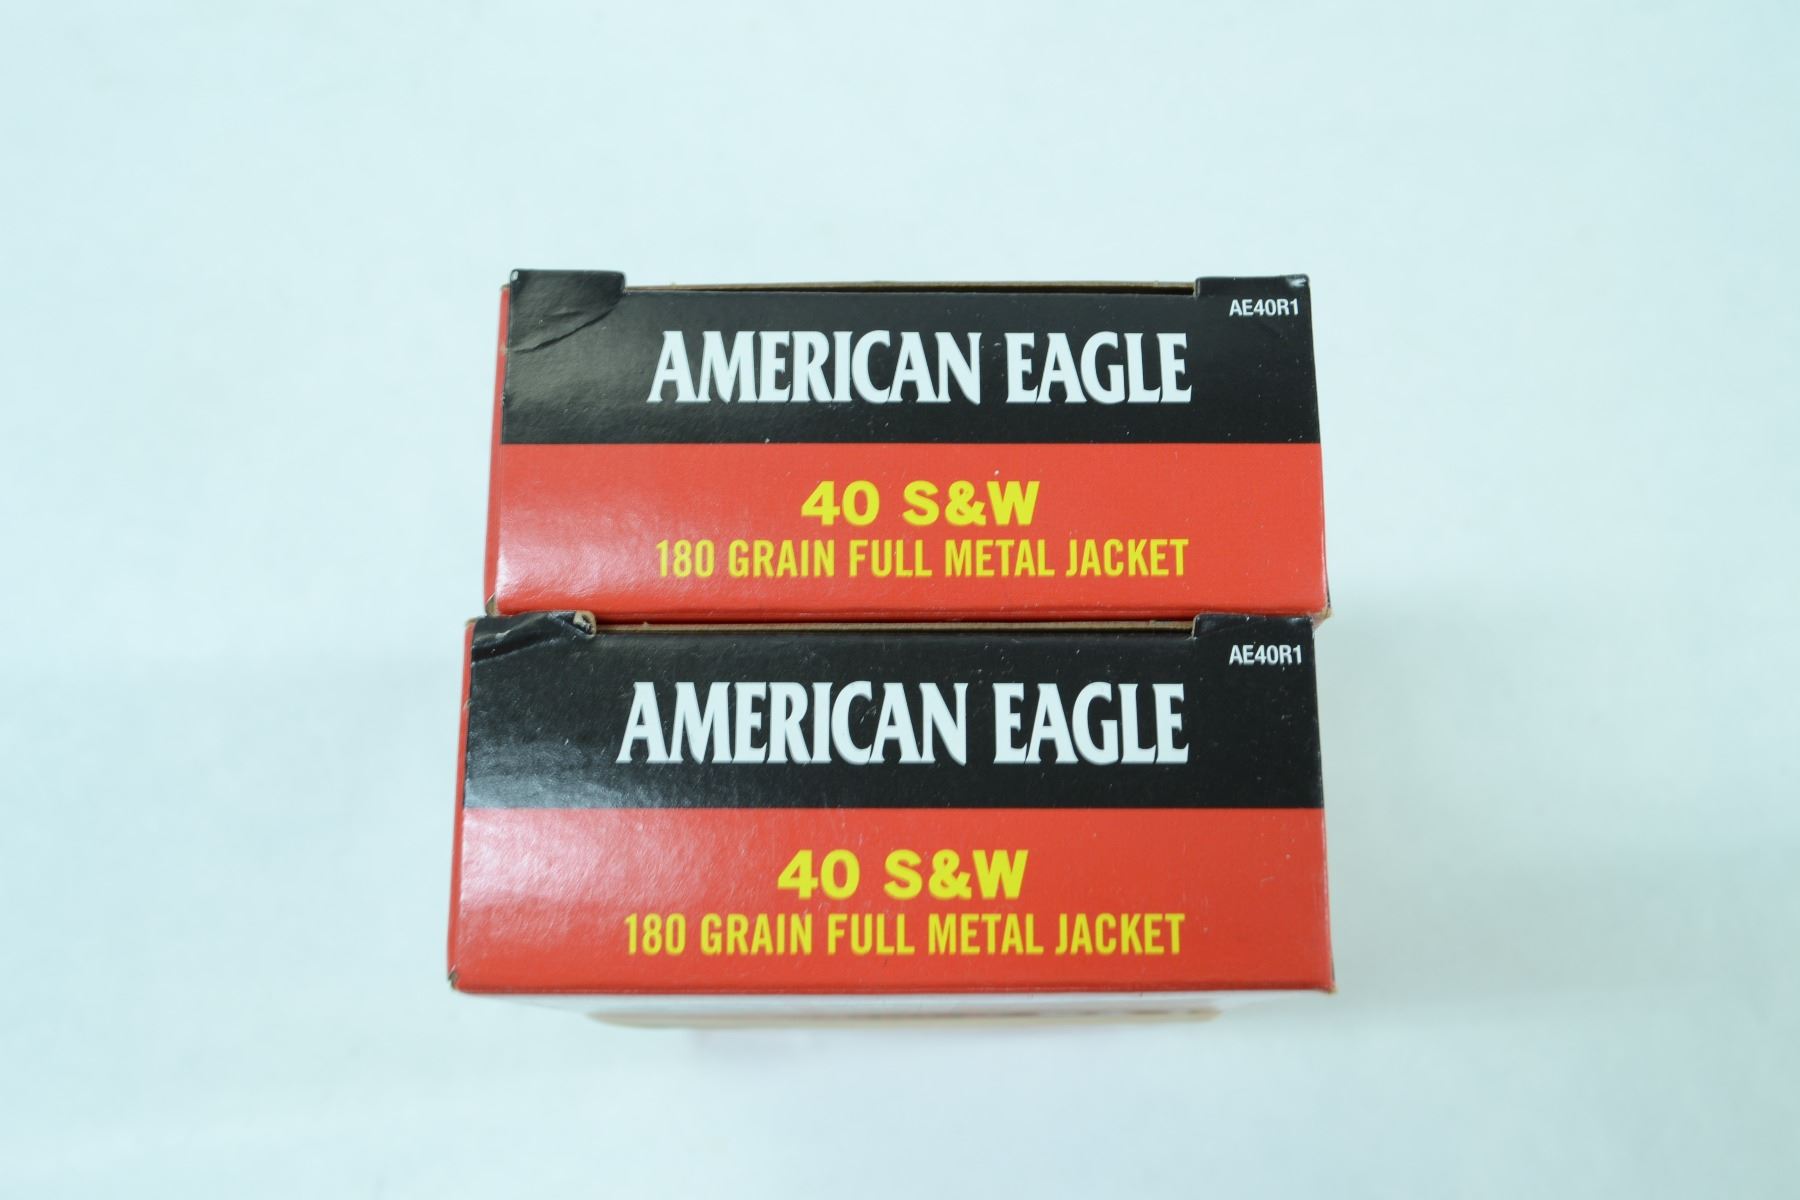 AE40R1
AMERICAN EAGLE
40 S&W
180 GRAIN FULL METAL JACKET
AE40R1
AMERICAN EAGLE
40 S&W
180 GRAIN FULL METAL JACKET